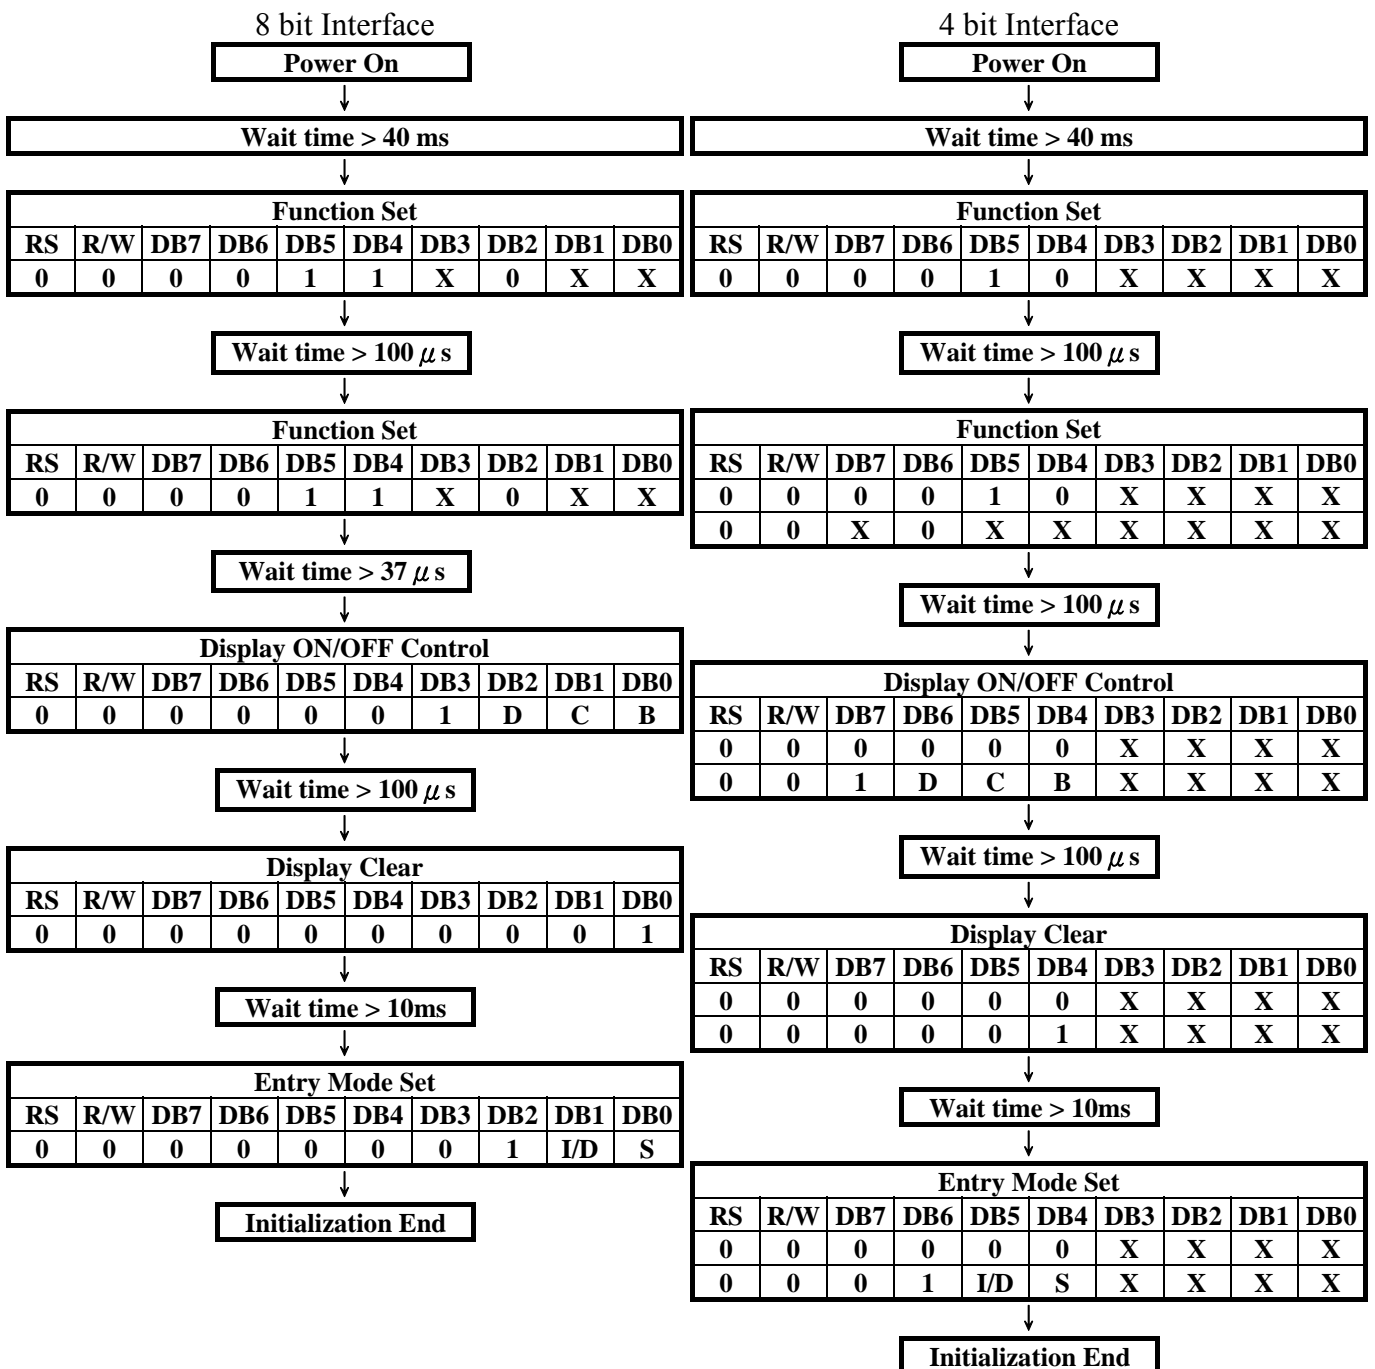 8 bit Interface
Power On
Wait time > 40 ms
Function Set
RS R/W DB7 DB6 DB5 DB4 DB3 DB2 DB1 DB0
0 0 0 0 1 1 X 0 X X
Wait time > 100 μ s
Function Set
RS R/W DB7 DB6 DB5 DB4 DB3 DB2 DB1 DB0
0 0 0 0 1 1 X 0 X X
Wait time > 37 μ s
Display ON/OFF Control
RS R/W DB7 DB6 DB5 DB4 DB3 DB2 DB1 DB0
0 0 0 0 0 0 1 D C B
Wait time > 100 μ s
Display Clear
RS R/W DB7 DB6 DB5 DB4 DB3 DB2 DB1 DB0
0 0 0 0 0 0 0 0 0 1
Wait time > 10ms
Entry Mode Set
RS R/W DB7 DB6 DB5 DB4 DB3 DB2 DB1 DB0
0 0 0 0 0 0 0 1 I/D S
Initialization End
4 bit Interface
Power On
Wait time > 40 ms
Function Set
RS R/W DB7 DB6 DB5 DB4 DB3 DB2 DB1 DB0
0 0 0 0 1 0 X X X X
Wait time > 100 μ s
Function Set
RS R/W DB7 DB6 DB5 DB4 DB3 DB2 DB1 DB0
0 0 0 0 1 0 X X X X
0 0 X 0 X X X X X X
Wait time > 100 μ s
Display ON/OFF Control
RS R/W DB7 DB6 DB5 DB4 DB3 DB2 DB1 DB0
0 0 0 0 0 0 X X X X
0 0 1 D C B X X X X
Wait time > 100 μ s
Display Clear
RS R/W DB7 DB6 DB5 DB4 DB3 DB2 DB1 DB0
0 0 0 0 0 0 X X X X
0 0 0 0 0 1 X X X X
Wait time > 10ms
Entry Mode Set
RS R/W DB7 DB6 DB5 DB4 DB3 DB2 DB1 DB0
0 0 0 0 0 0 X X X X
0 0 0 1 I/D S X X X X
Initialization End